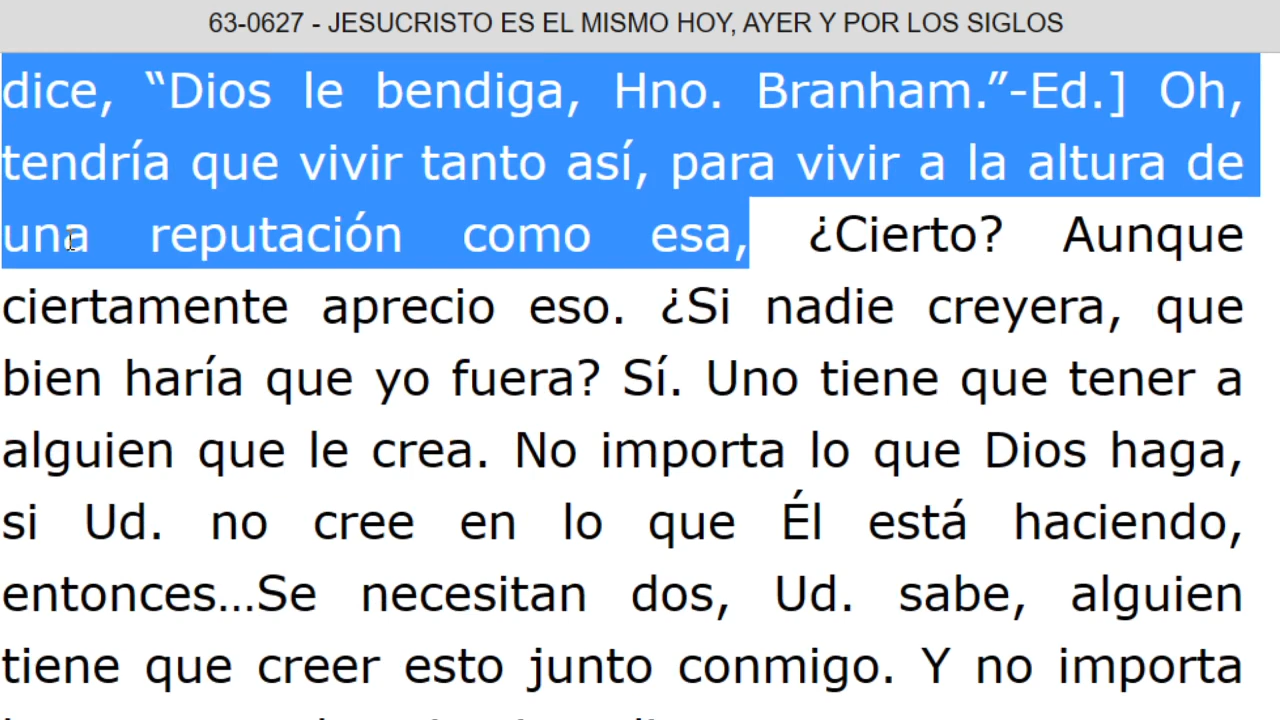 63-0627 - JESUCRISTO ES EL MISMO HOY, AYER Y POR LOS SIGLOS
dice, “Dios le bendiga, Hno. Branham.”-Ed.] Oh,
tendría que vivir tanto así, para vivir a la altura de
una reputación como esa, ¿Cierto? Aunque
ciertamente aprecio eso. ¿Si nadie creyera, que
bien haría que yo fuera? Sí. Uno tiene que tener a
alguien que le crea. No importa lo que Dios haga,
si Ud. no cree en lo que Él está haciendo,
entonces...Se necesitan dos, Ud. sabe, alguien
tiene que creer esto junto conmigo. Y no importa